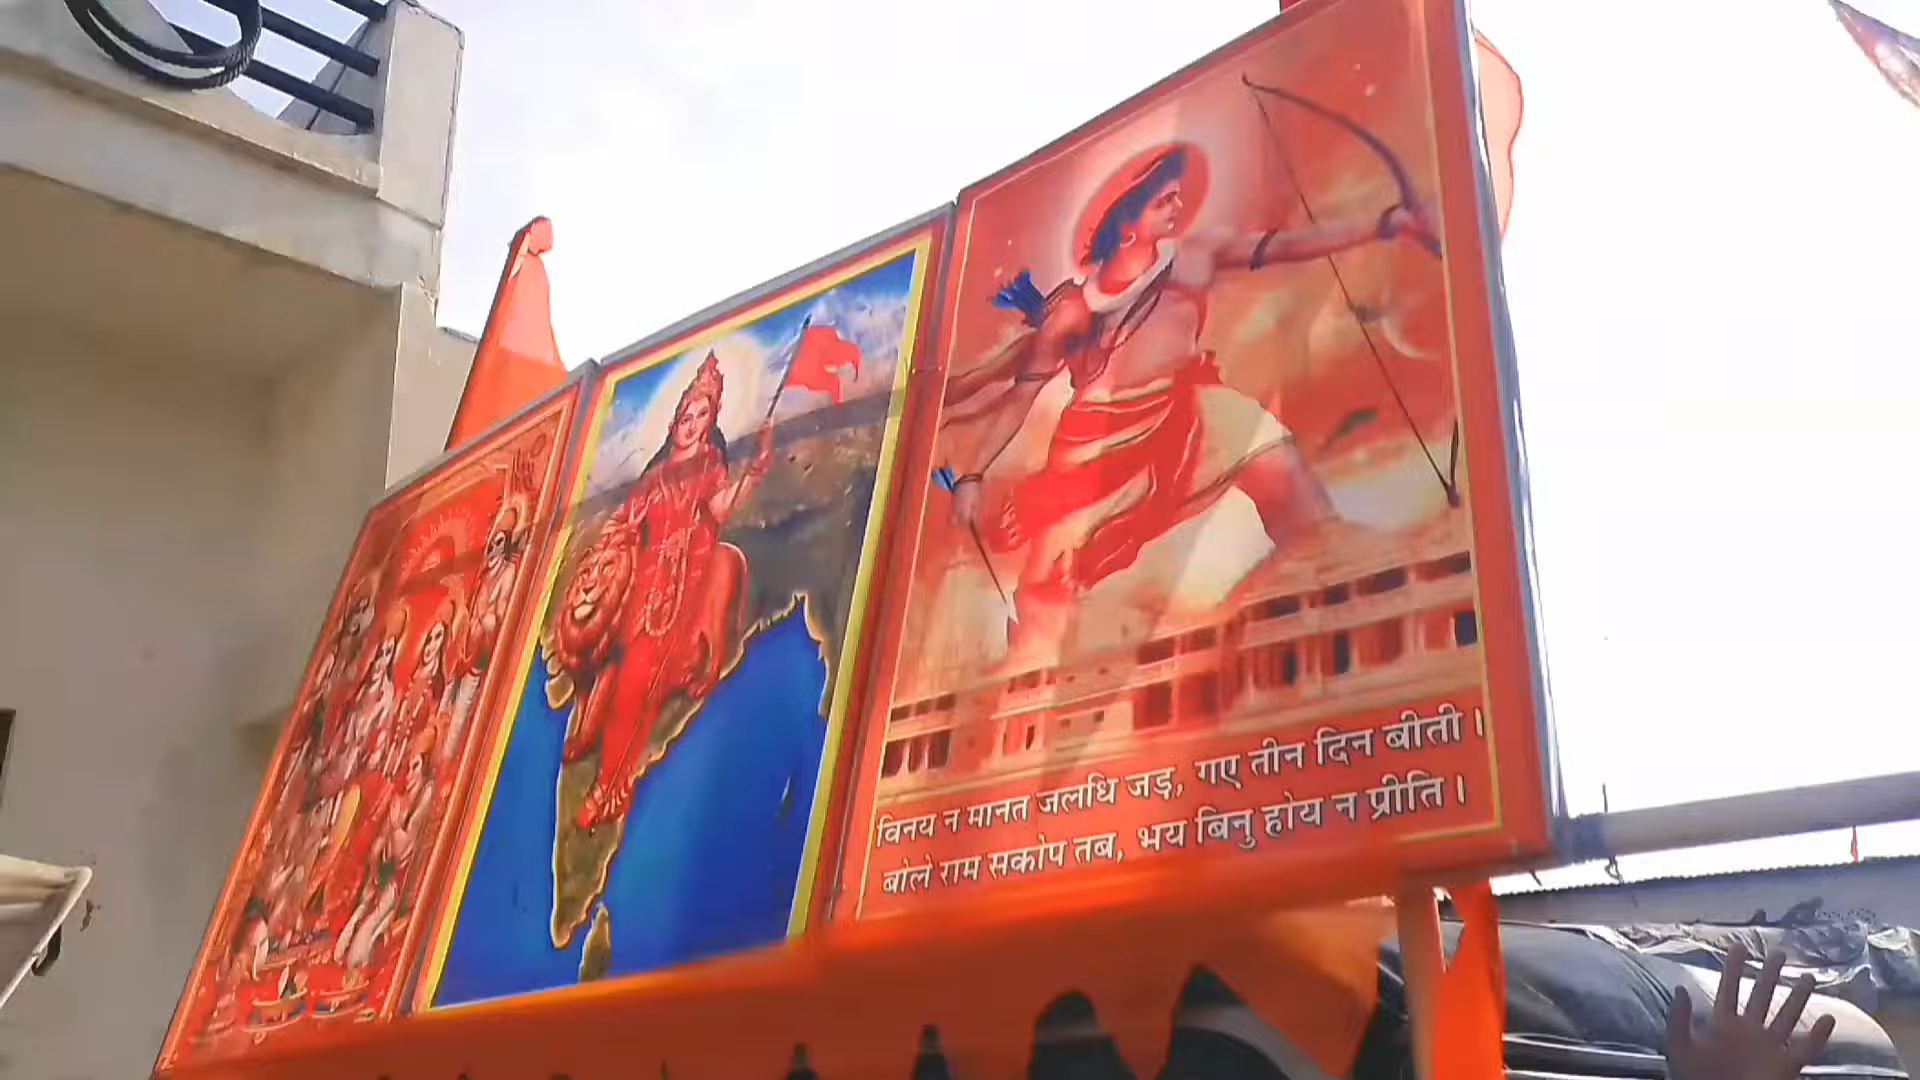 विनय न मानत जलधि जड़, गए तीन दिन बीती।
बोले राम सकोप तब, भय बिनु होय न प्रीति।